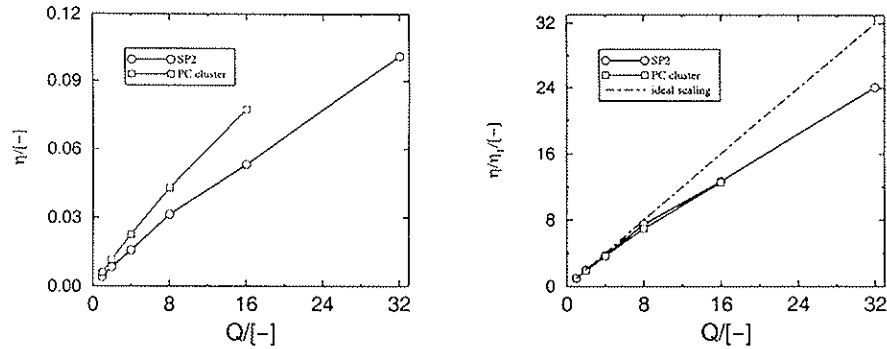 0.12
0.09
0.06
0.03
0.00
η/[−]
SP2
PC cluster
0 8 16 24 32
Q/[−]
32
24
16
8
0
η/η₁/[−]
SP2
PC cluster
ideal scaling
0 8 16 24 32
Q/[−]